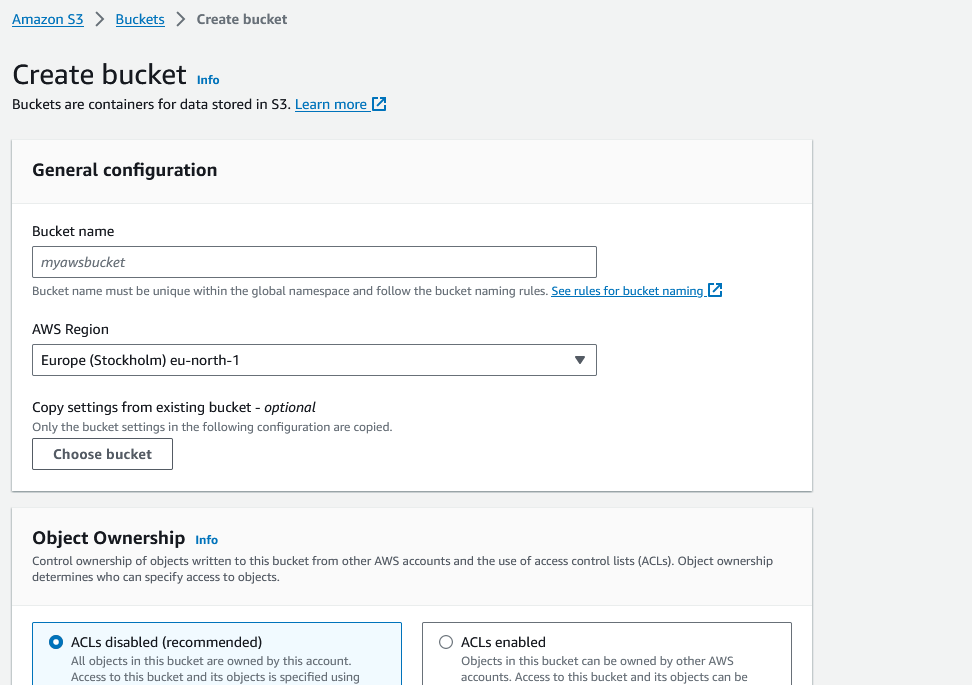 Amazon S3 > Buckets > Create bucket
Create bucket Info
Buckets are containers for data stored in S3. Learn more
General configuration
Bucket name
myawsbucket
Bucket name must be unique within the global namespace and follow the bucket naming rules. See rules for bucket naming
AWS Region
Europe (Stockholm) eu-north-1
Copy settings from existing bucket - optional
Only the bucket settings in the following configuration are copied.
Choose bucket
Object Ownership Info
Control ownership of objects written to this bucket from other AWS accounts and the use of access control lists (ACLs). Object ownership
determines who can specify access to objects.
ACLs disabled (recommended)
All objects in this bucket are owned by this account.
Access to this bucket and its objects is specified using
ACLs enabled
Objects in this bucket can be owned by other AWS
accounts. Access to this bucket and its objects can be